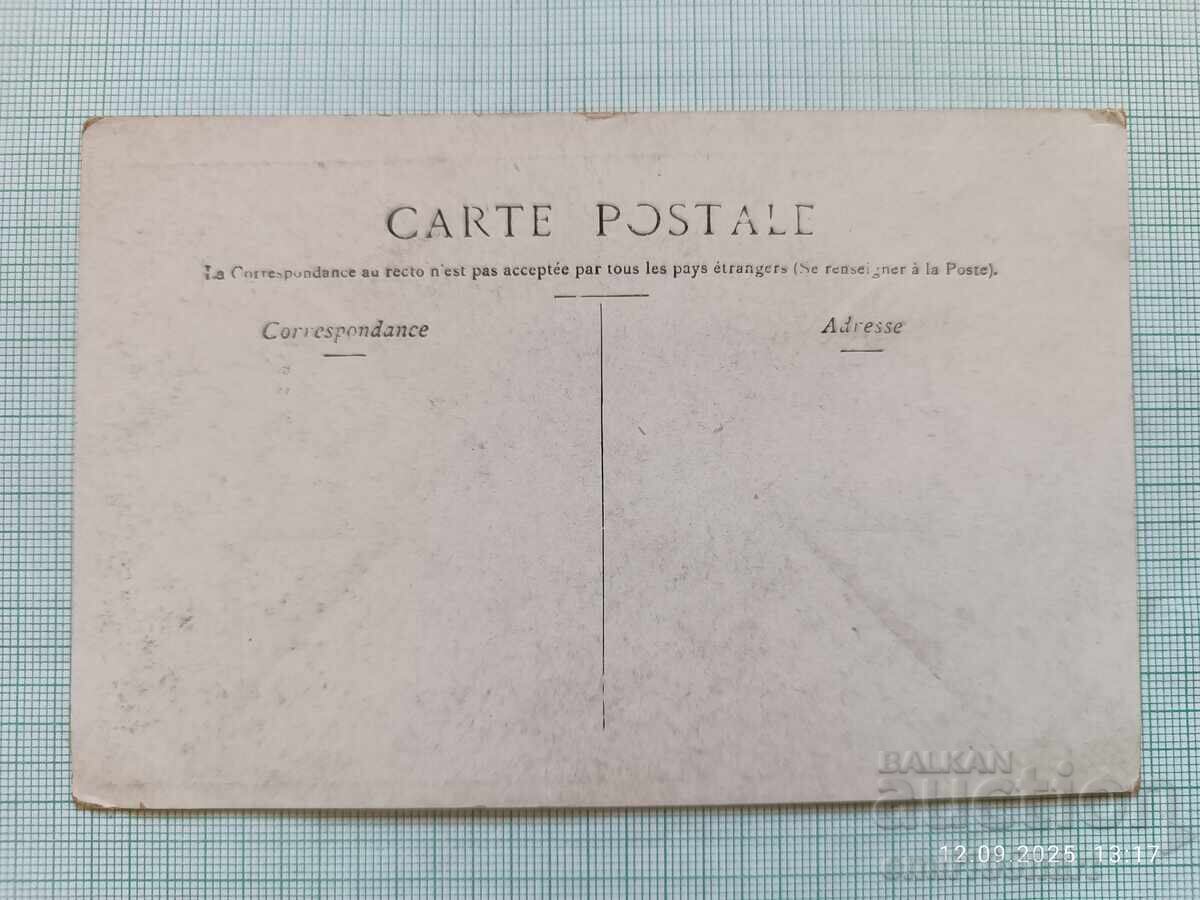 CARTE POSTALE
La Correspondance au recto n'est pas acceptée par tous les pays étrangers (Se renseigner à la Poste).
Correspondance
Adresse
BALKAN
auctio
12.09.2025 13:17